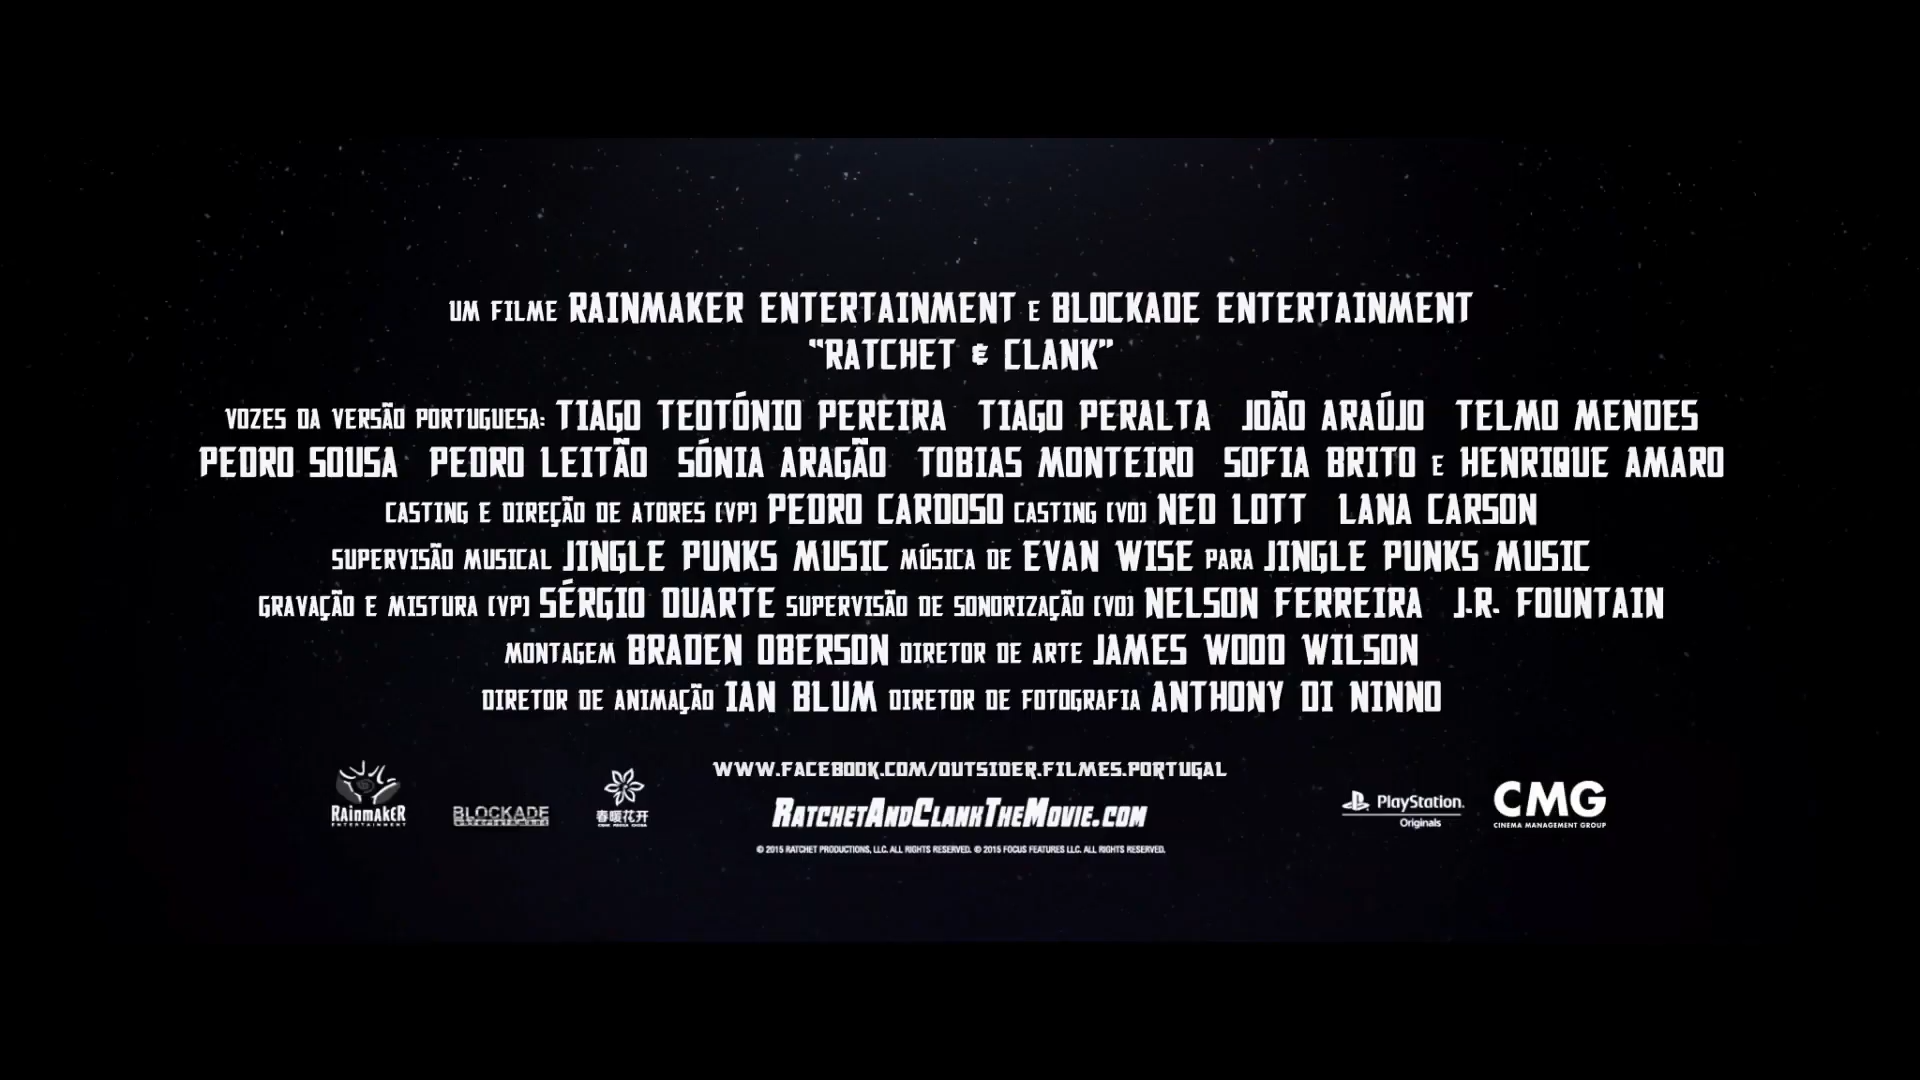 UM FILME RAINMAKER ENTERTAINMENT E BLOCKADE ENTERTAINMENT
“RATCHET & CLANK”
VOZES DA VERSÃO PORTUGUESA: TIAGO TEOTÓNIO PEREIRA TIAGO PERALTA JOÃO ARAÚJO TELMO MENDES
PEDRO SOUSA PEDRO LEITÃO SÓNIA ARAGÃO TOBIAS MONTEIRO SOFIA BRITO E HENRIQUE AMARO
CASTING E DIREÇÃO DE ATORES (VP) PEDRO CARDOSO CASTING (VO) NED LOTT LANA CARSON
SUPERVISÃO MUSICAL JINGLE PUNKS MUSIC MÚSICA DE EVAN WISE PARA JINGLE PUNKS MUSIC
GRAVAÇÃO E MISTURA (VP) SÉRGIO DUARTE SUPERVISÃO DE SONORIZAÇÃO (VO) NELSON FERREIRA J.R. FOUNTAIN
MONTAGEM BRADEN OBERSON DIRETOR DE ARTE JAMES WOOD WILSON
DIRETOR DE ANIMAÇÃO IAN BLUM DIRETOR DE FOTOGRAFIA ANTHONY DI NINNO
WWW.FACEBOOK.COM/OUTSIDER.FILMES.PORTUGAL
RATCHETANDCLANKTHEMOVIE.COM
© 2015 RATCHET PRODUCTIONS, LLC. ALL RIGHTS RESERVED. © 2015 FOCUS FEATURES LLC. ALL RIGHTS RESERVED.
RAINMAKER
ENTERTAINMENT
BLOCKADE
ENTERTAINMENT
春暖花开
PlayStation.
Originals
CMG
CINEMA MANAGEMENT GROUP